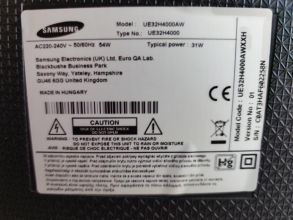 SAMSUNG
Model : UE32H4000AW
Type No : UE32H4000
AC220-240V ~ 50/60Hz 54W
Typical power : 31W
Samsung Electronics (UK) Ltd, Euro QA Lab.
Blackbushe Business Park
Saxony Way, Yateley, Hampshire
GU46 6GG United Kingdom
MADE IN HUNGARY
CAUTION
RISK OF ELECTRIC SHOCK
DO NOT OPEN
TO PREVENT FIRE OR SHOCK HAZARD
DO NOT EXPOSE THIS UNIT TO RAIN OR MOISTURE.
AVIS: RISQUE DE CHOC ELECTRIQUE - NE PAS OUVRIR
Model Code : UE32H4000AWXXH
Version No : 01